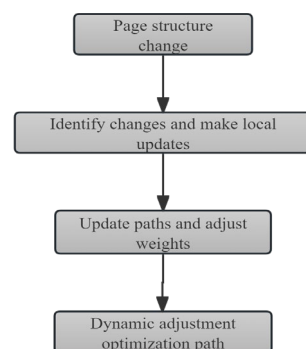 Page structure
change
Identify changes and make local
updates
Update paths and adjust
weights
Dynamic adjustment
optimization path